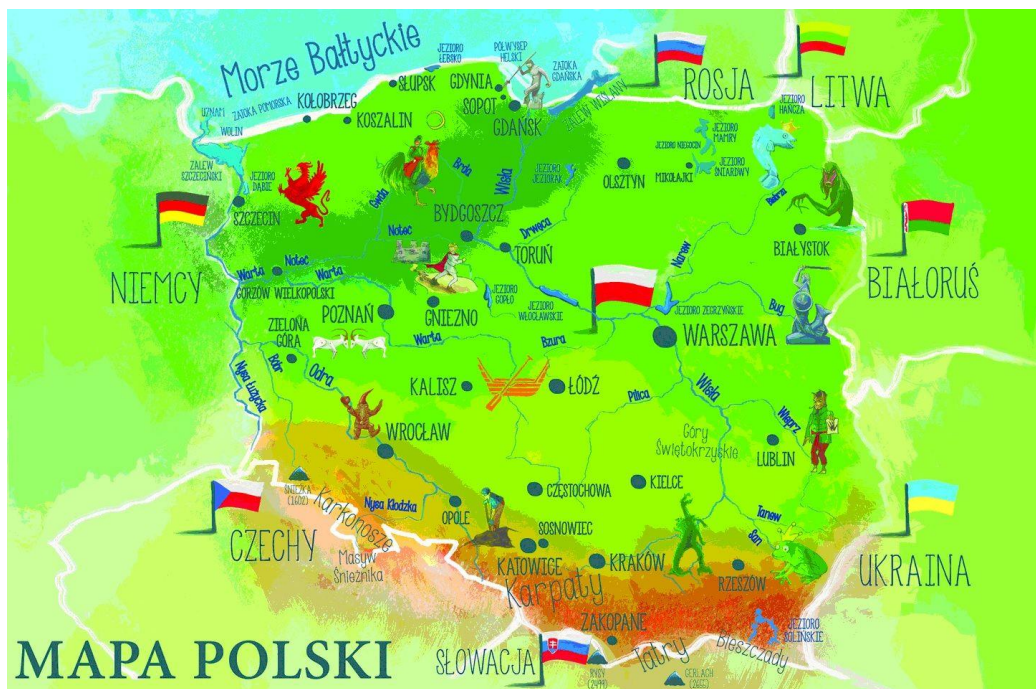 Morze Bałtyckie
JEZIORO
ŁEBSKO
PÓŁWYSEP
HELSKI
ZATOKA
GDAŃSKA
ZALEW WIŚLANY
ROSJA
LITWA
UZNAM
WOLIN
ZATOKA POMORSKA
KOŁOBRZEG
SŁUPSK
KOSZALIN
GDYNIA
SOPOT
GDAŃSK
JEZIORO
HAŃCZA
JEZIORO
MAMRY
JEZIORO NIEGOCIN
JEZIORO
ŚNIARDWY
MIKOŁAJKI
OLSZTYN
ZALEW
SZCZECIŃSKI
JEZIORO
DĄBIE
SZCZECIN
Gwda
Brda
Wisła
JEZIORO
JEZIORAK
Biebrza
BIAŁYSTOK
BYDGOSZCZ
Noteć
Drwęca
TORUŃ
Narew
NIEMCY
BIAŁORUŚ
Warta
Noteć
Warta
GORZÓW WIELKOPOLSKI
POZNAŃ
GNIEZNO
JEZIORO
GOPŁO
JEZIORO
WŁOCŁAWSKIE
JEZIORO ZEGRZYŃSKIE
Bug
WARSZAWA
ZIELONA
GÓRA
Warta
Bzura
Nysa Łużycka
Bóbr
Odra
KALISZ
ŁÓDŹ
Pilica
Wisła
Wieprz
WROCŁAW
Góry
Świętokrzyskie
LUBLIN
ŚNIEŻKA
(1602)
Karkonosze
Nysa Kłodzka
CZĘSTOCHOWA
KIELCE
OPOLE
Tanew
San
CZECHY
Masyw
Śnieżnika
SOSNOWIEC
KATOWICE
KRAKÓW
RZESZÓW
UKRAINA
Karpaty
ZAKOPANE
JEZIORO
SOLIŃSKIE
MAPA POLSKI
SŁOWACJA
RYSY
(2499)
Tatry
GERLACH
(2655)
Bieszczady